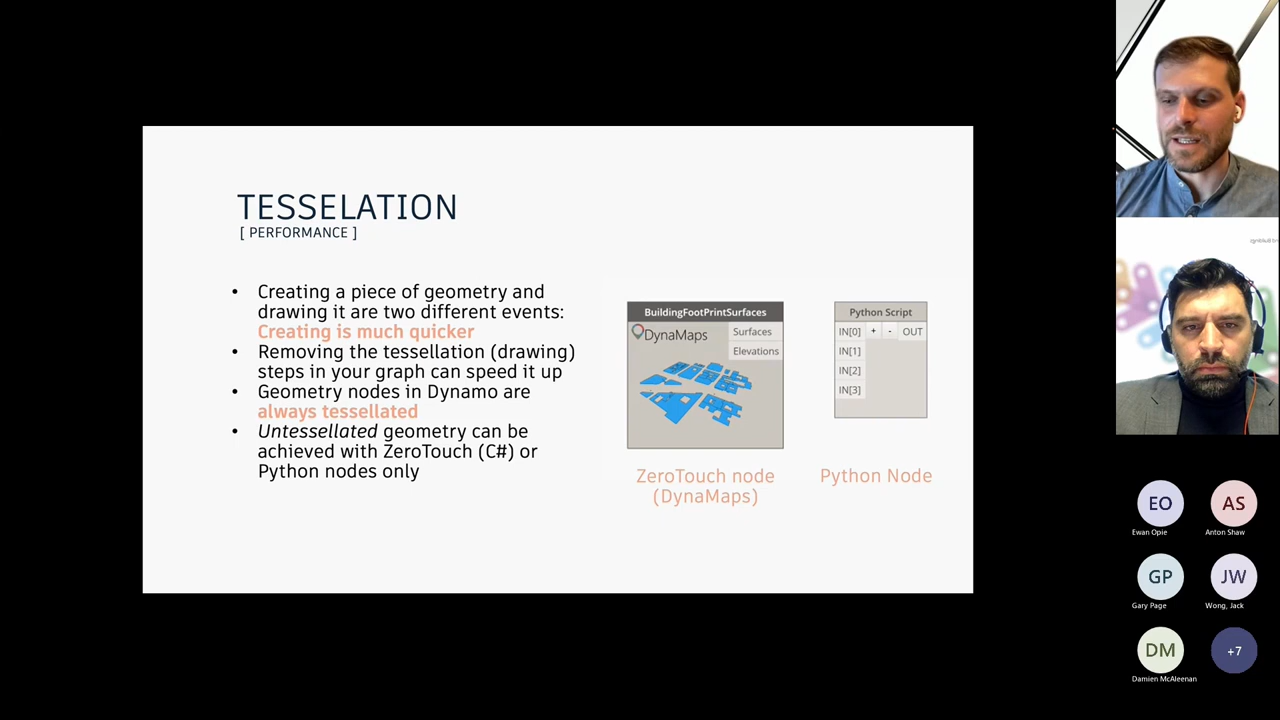 TESSELATION
[ PERFORMANCE ]
• Creating a piece of geometry and
drawing it are two different events:
Creating is much quicker
• Removing the tessellation (drawing)
steps in your graph can speed it up
• Geometry nodes in Dynamo are
always tessellated
• Untessellated geometry can be
achieved with ZeroTouch (C#) or
Python nodes only
BuildingFootPrintSurfaces
DynaMaps
Surfaces
Elevations
ZeroTouch node
(DynaMaps)
Python Script
IN[0] + - OUT
IN[1]
IN[2]
IN[3]
Python Node
EO
Ewan Opie
AS
Anton Shaw
GP
Gary Page
JW
Wong, Jack
DM
Damien McAleenan
+7